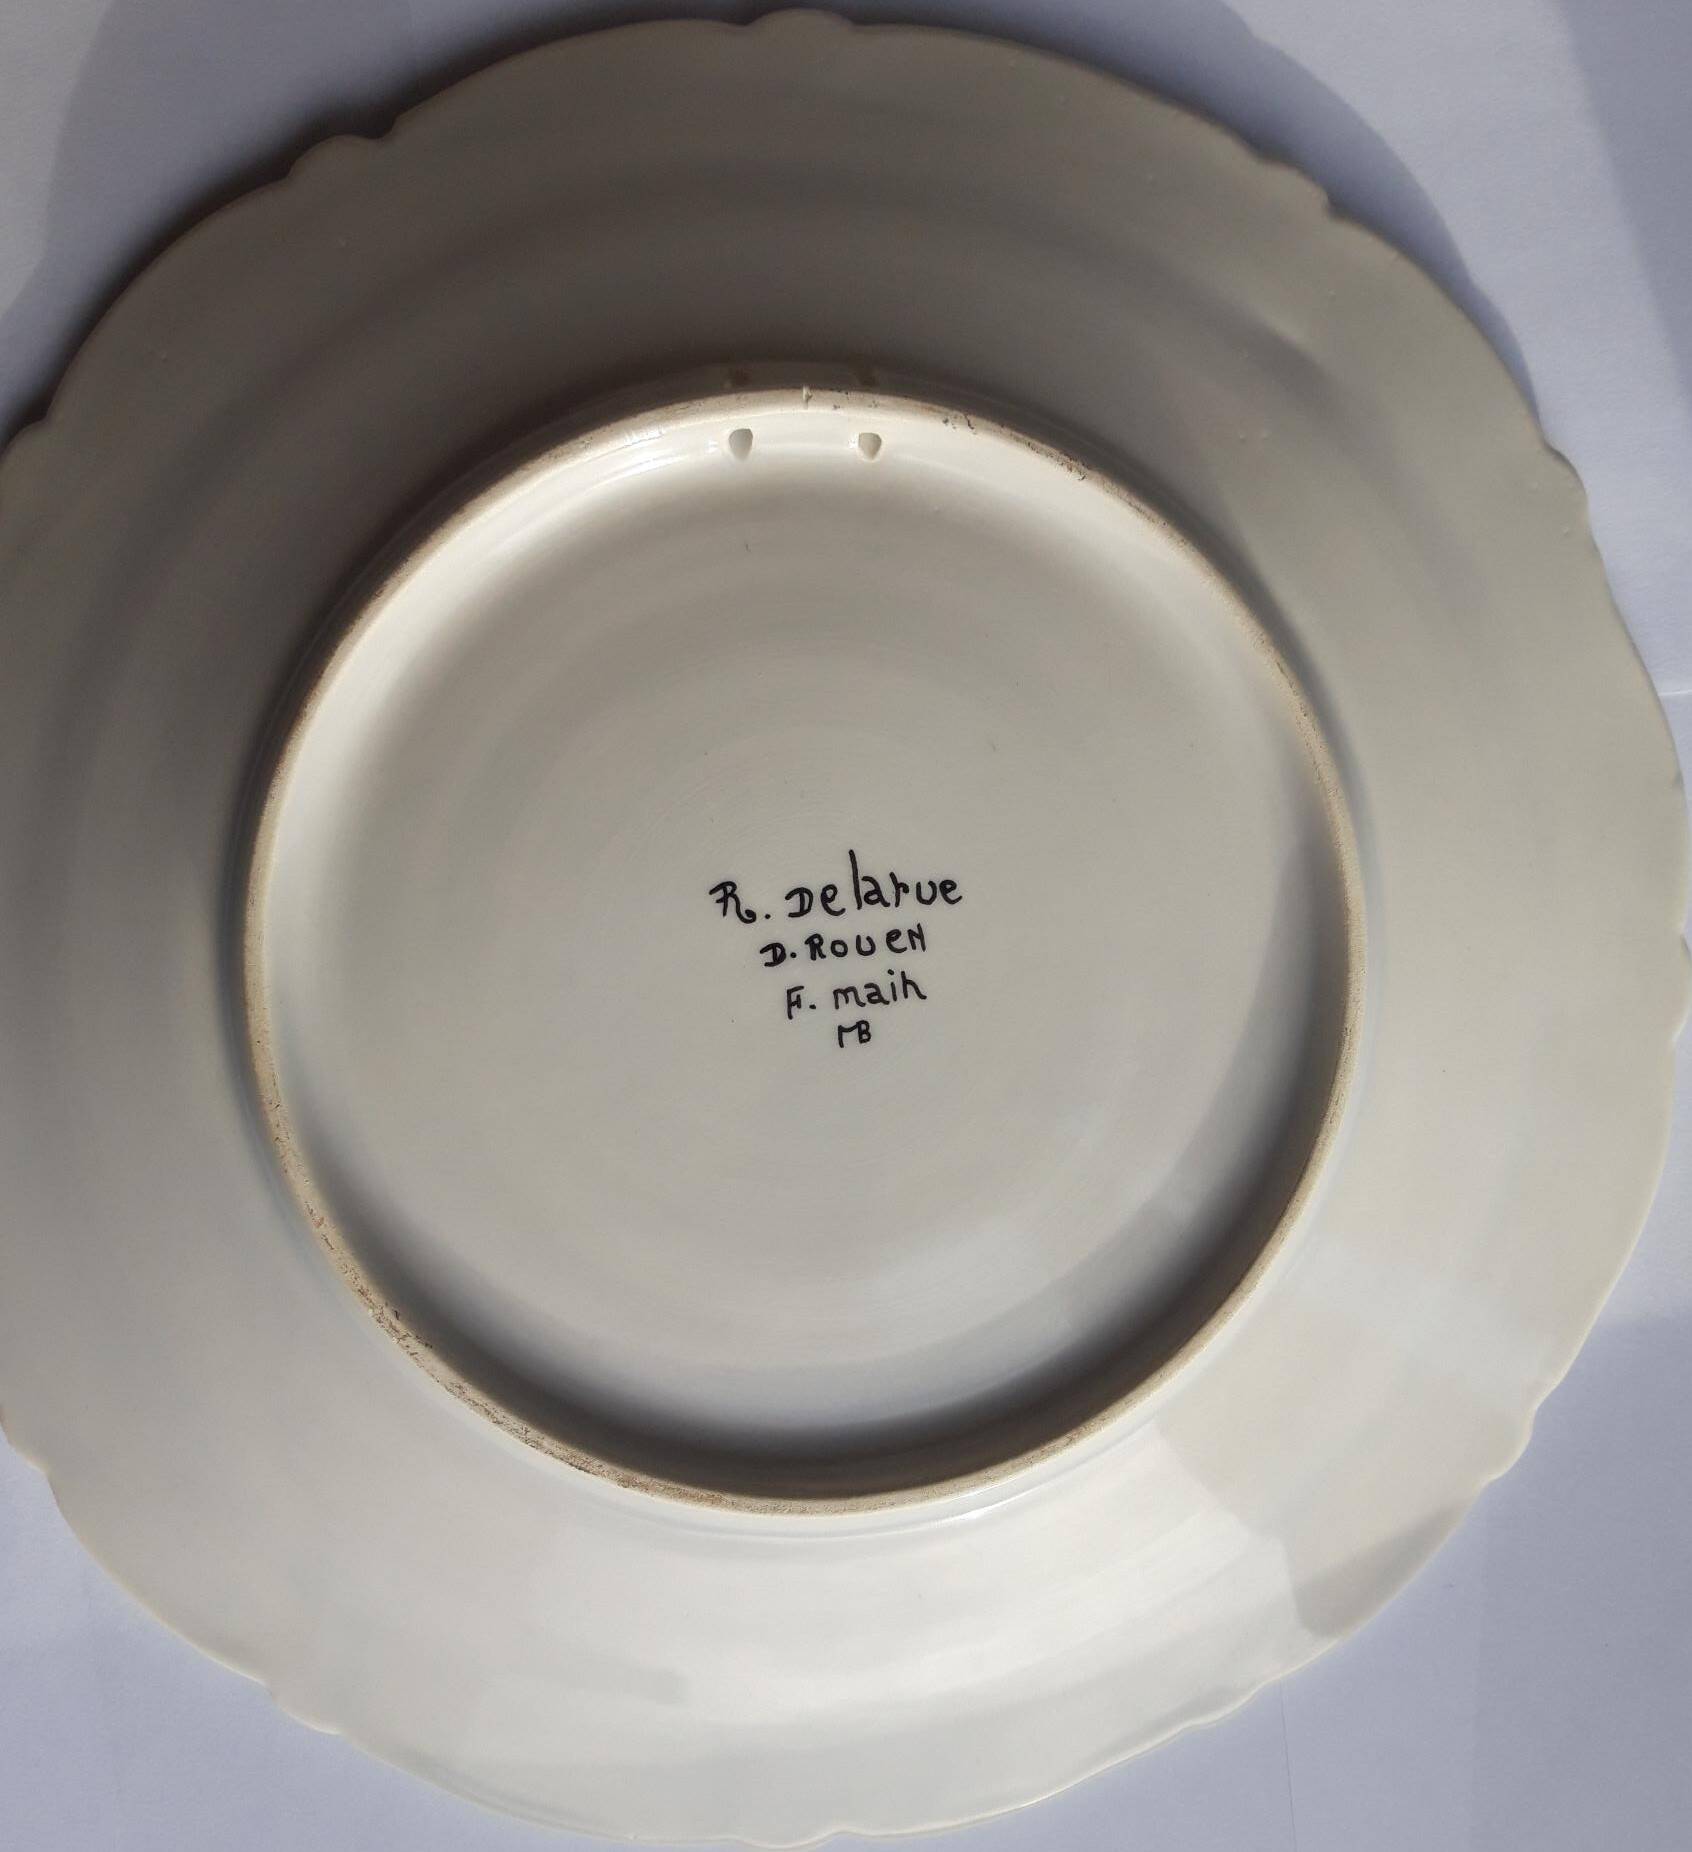 R. Delarue
D. ROUEN
F. main
MB